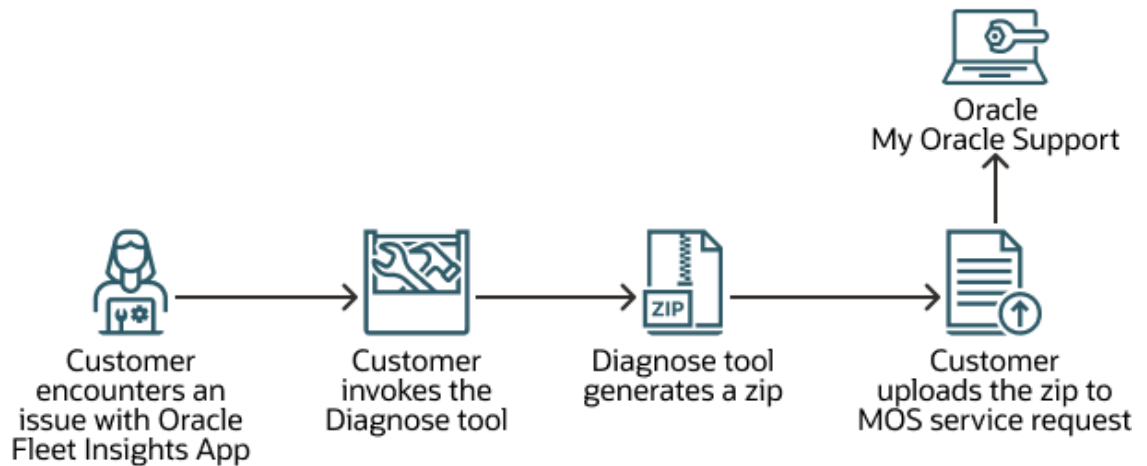 Oracle
My Oracle Support
ZIP
Customer
encounters an
issue with Oracle
Fleet Insights App
Customer
invokes the
Diagnose tool
Diagnose tool
generates a zip
Customer
uploads the zip to
MOS service request